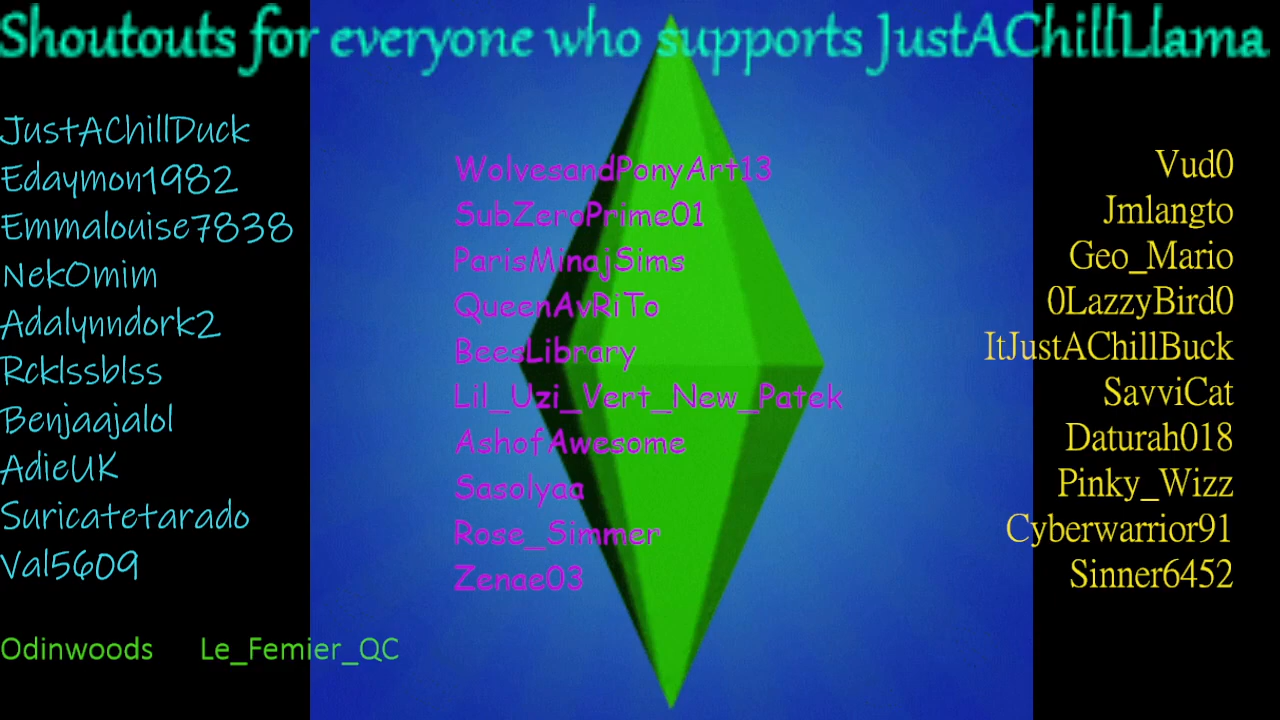 Shoutouts for everyone who supports JustAChillLlama
JustAChillDuck
Edaymon1982
Emmalouise7838
NekOmim
Adalynndork2
Rcklssblss
Benjaajalol
AdieUK
Suricatetarado
Val5609
WolvesandPonyArt13
SubZeroPrime01
ParisMinajSims
QueenAvRiTo
BeesLibrary
Lil_Uzi_Vert_New_Patek
AshofAwesome
Sasolyaa
Rose_Simmer
Zenae03
Vud0
Jmlangto
Geo_Mario
0LazzyBird0
ItJustAChillBuck
SavviCat
Daturah018
Pinky_Wizz
Cyberwarrior91
Sinner6452
Odinwoods Le_Femier_QC